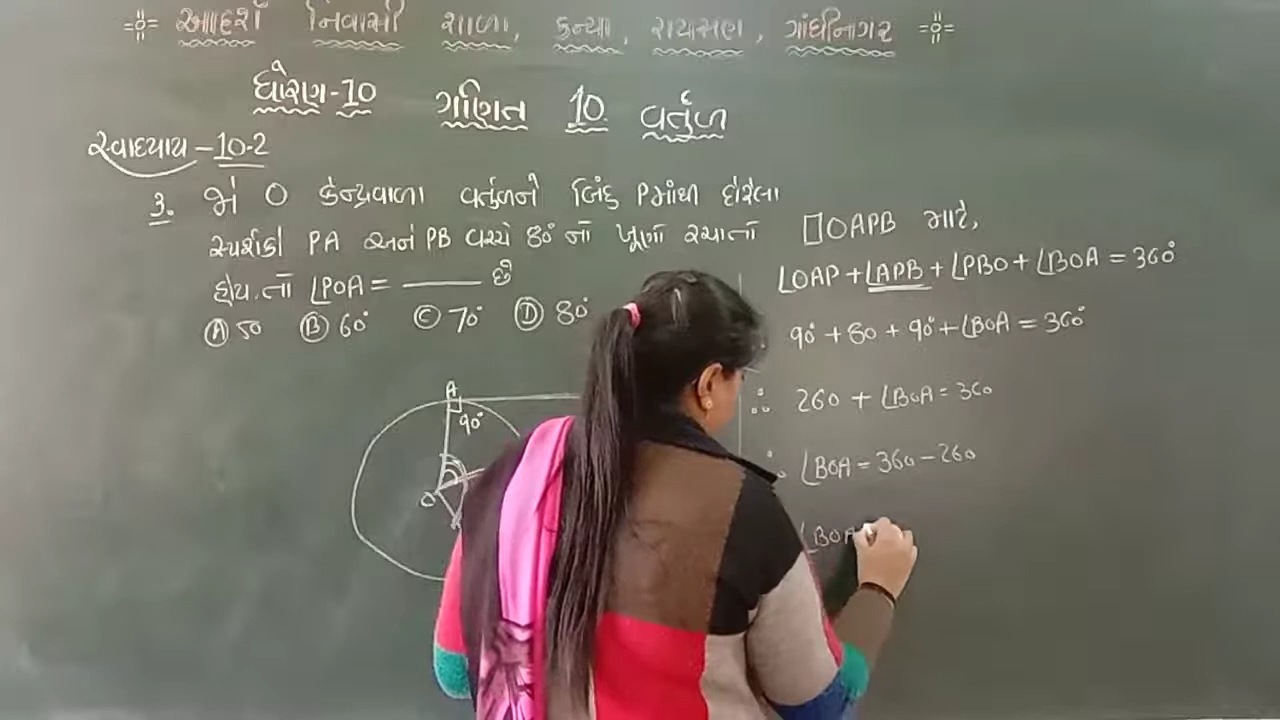 આદર્શ નિવાસી શાળા, કન્યા, રાયસણ, ગાંધીનગર
ધોરણ-10 ગણિત 10 વર્તુળ
સ્વાધ્યાય - 10.2
3. જો O કેન્દ્રવાળા વર્તુળને બિંદુ P માંથી દોરેલા
સ્પર્શકો PA અને PB વચ્ચે 80° નો ખૂણો રચાતો
હોય. તો ∠POA = ______ છે
Ⓐ 50 Ⓑ 60° Ⓒ 70° Ⓓ 80°
A
90°
O
□OAPB માટે,
∠OAP + ∠APB + ∠PBO + ∠BOA = 360°
90° + 80 + 90° + ∠BOA = 360°
∴ 260 + ∠BOA = 360
∴ ∠BOA = 360 - 260
∠BOA